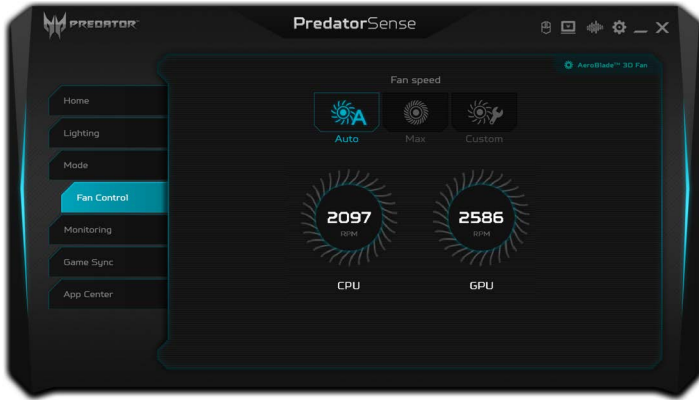 PREDATOR
PredatorSense
AeroBlade™ 3D Fan
Fan speed
Home
Lighting
Mode
Fan Control
Monitoring
Game Sync
App Center
Auto
Max
Custom
2097
RPM
CPU
2586
RPM
GPU